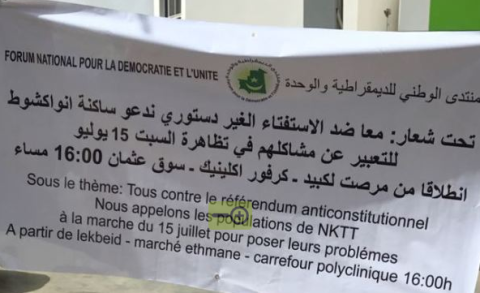 FORUM NATIONAL POUR LA DEMOCRATIE ET L'UNITE
منتدى الوطني للديمقراطية والوحدة
تحت شعار: معا ضد الاستفتاء الغير دستوري ندعو ساكنة انواكشوط
للتعبير عن مشاكلهم في تظاهرة السبت 15 يوليو
انطلاقا من مرصت لكبيد - كرفور اكلينيك - سوق عثمان 16:00 مساء
Sous le thème: Tous contre le référendum anticonstitutionnel
Nous appelons les populations de NKTT
à la marche du 15 juillet pour poser leurs problèmes
A partir de lekbeid - marché ethmane - carrefour polyclinique 16:00h